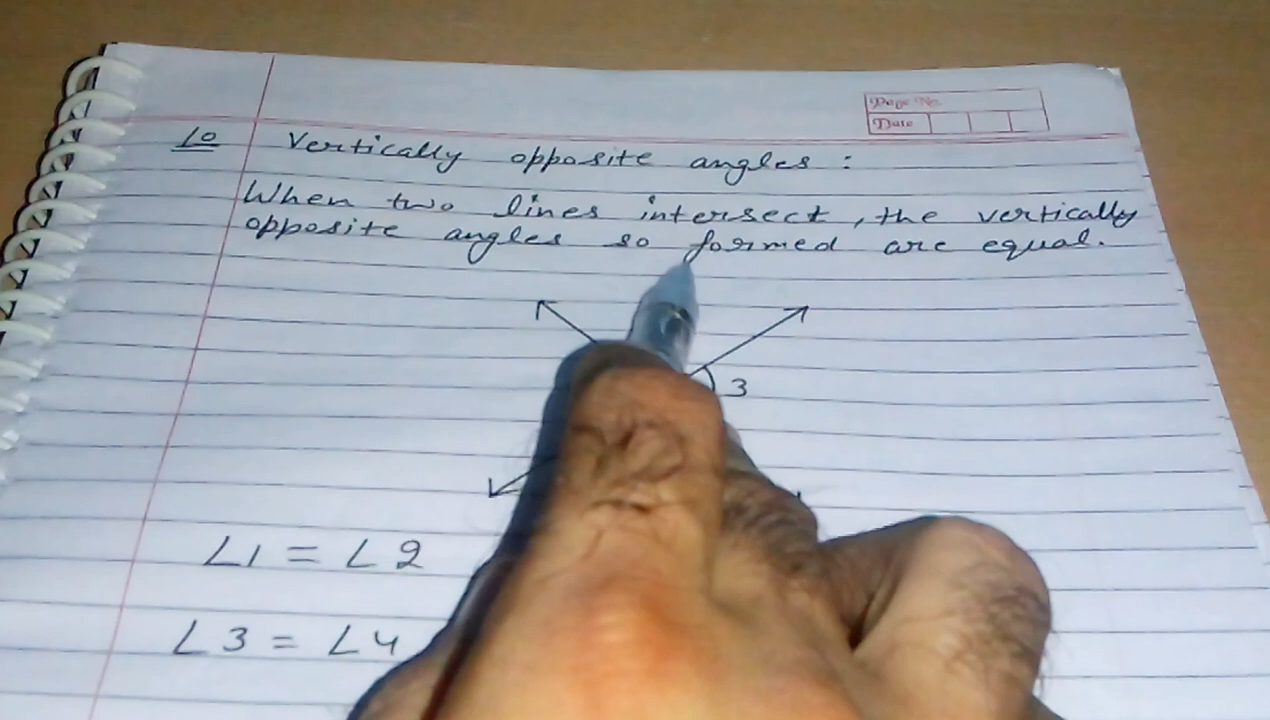 Page No.
Date
10 Vertically opposite angles :
When two lines intersect, the vertically
opposite angles so formed are equal.
3
∠1 = ∠2
∠3 = ∠4